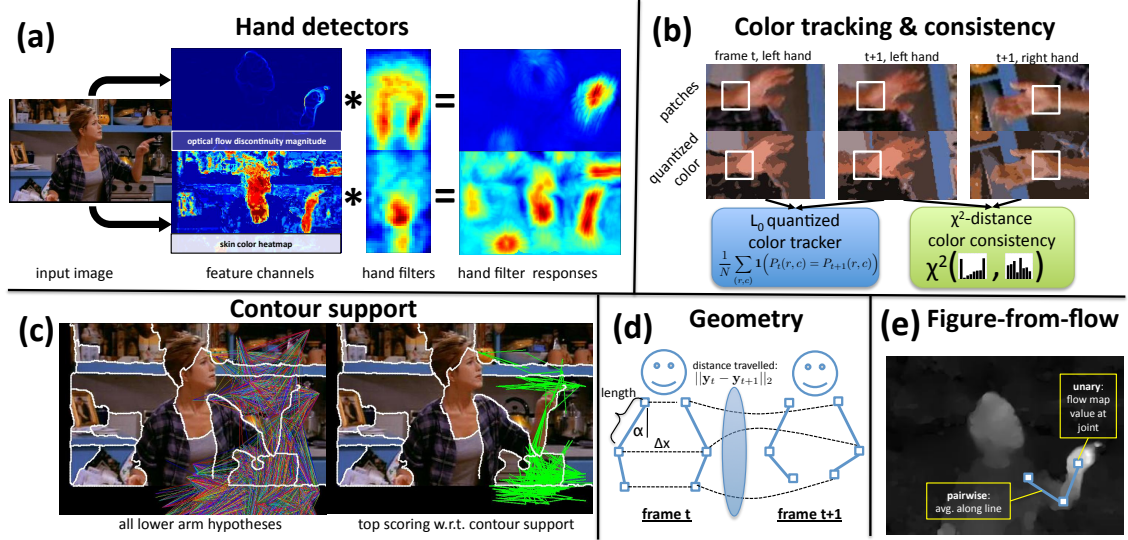 (a)
Hand detectors
optical flow discontinuity magnitude
*
=
skin color heatmap
*
=
input image
feature channels
hand filters
hand filter responses
(b)
Color tracking & consistency
frame t, left hand
t+1, left hand
t+1, right hand
patches
quantized
color
L₀ quantized
color tracker
1/N ∑(r,c) 1(Pₜ(r,c) = Pₜ₊₁(r,c))
χ²-distance
color consistency
χ²( , )
(c)
Contour support
all lower arm hypotheses
top scoring w.r.t. contour support
(d)
Geometry
distance travelled:
||yₜ − yₜ₊₁||₂
length
α
Δx
frame t
frame t+1
(e)
Figure-from-flow
unary:
flow map
value at
joint
pairwise:
avg. along line